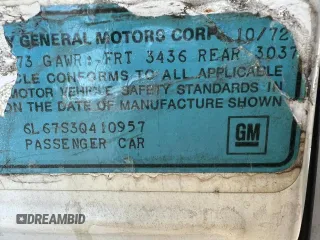 Y GENERAL MOTORS CORP. 10/72
73 GAWR:-FRT 3436 REAR 3037
CLE CONFORMS TO ALL APPLICABLE
MOTOR VEHICLE SAFETY STANDARDS IN
ON THE DATE OF MANUFACTURE SHOWN
6L67S3Q410957
PASSENGER CAR
GM
DREAMBID